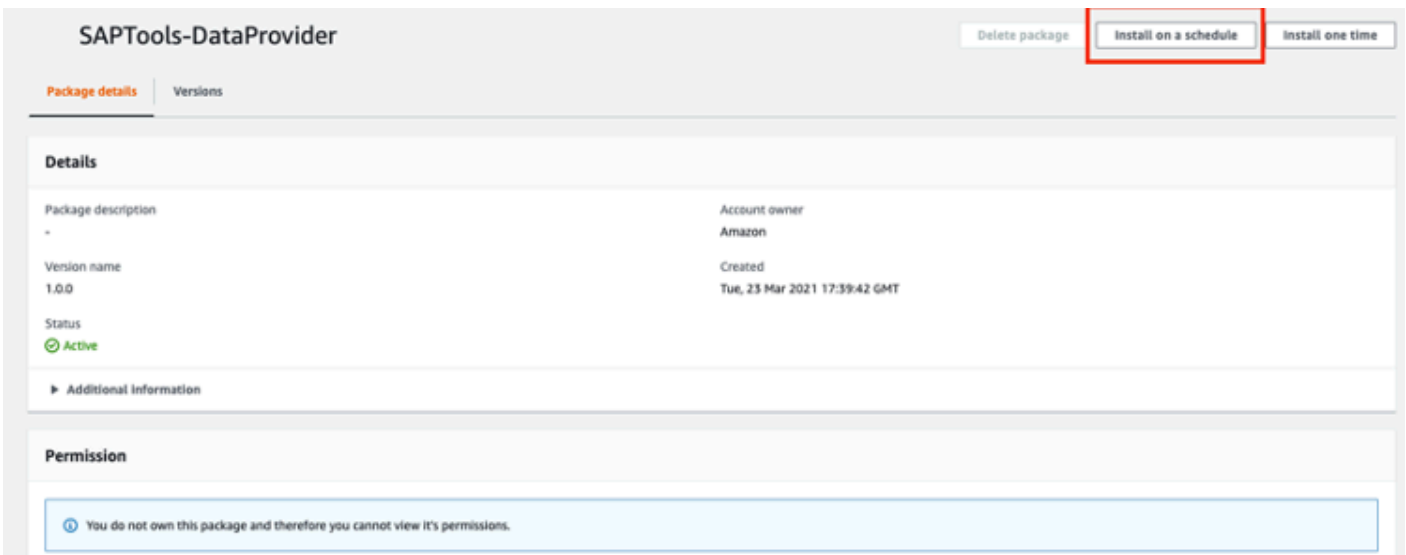 SAPTools-DataProvider
Delete package
Install on a schedule
Install one time
Package details
Versions
Details
Package description
-
Account owner
Amazon
Version name
1.0.0
Created
Tue, 23 Mar 2021 17:39:42 GMT
Status
Active
Additional information
Permission
You do not own this package and therefore you cannot view it's permissions.